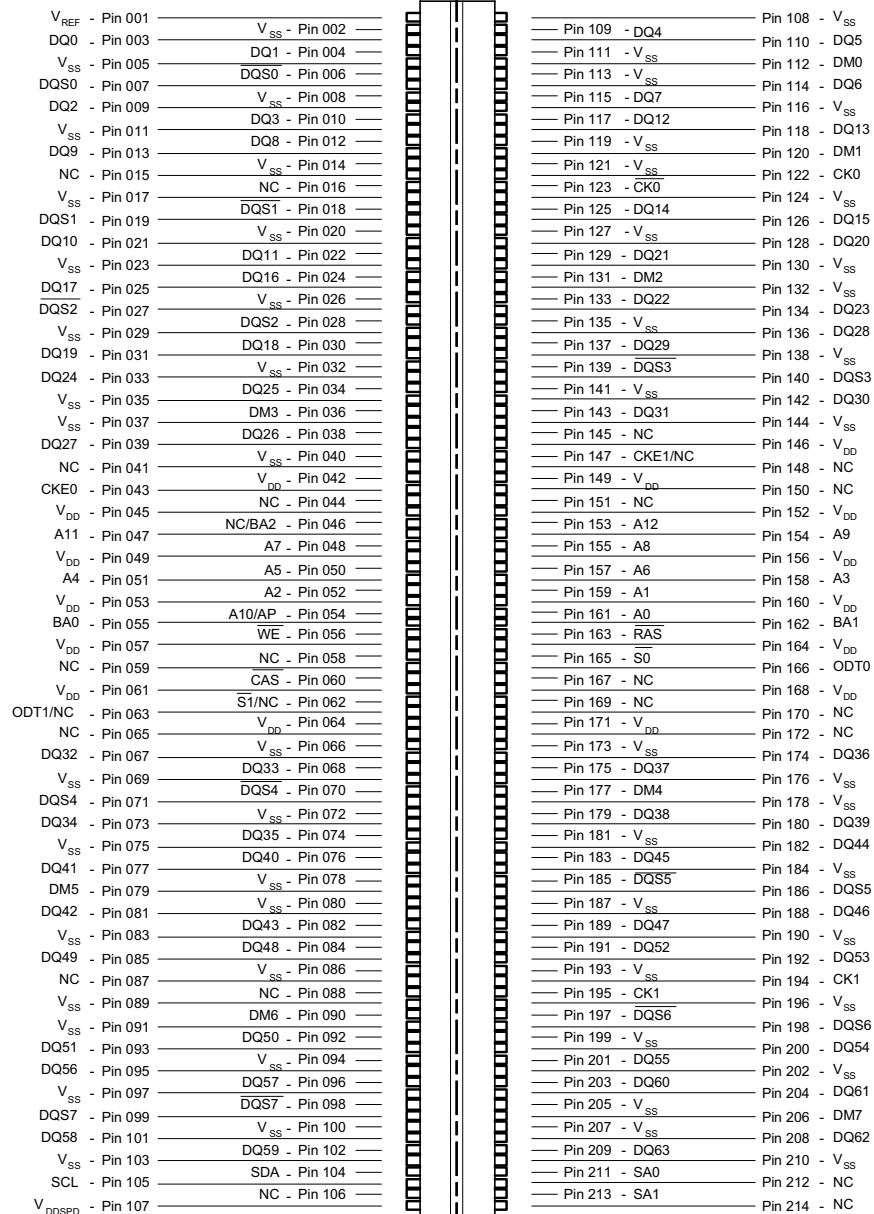 VREF - Pin 001
VSS - Pin 002
DQ0 - Pin 003
DQ1 - Pin 004
VSS - Pin 005
DQS0 - Pin 006
DQS0 - Pin 007
VSS - Pin 008
DQ2 - Pin 009
DQ3 - Pin 010
VSS - Pin 011
DQ8 - Pin 012
DQ9 - Pin 013
VSS - Pin 014
NC - Pin 015
NC - Pin 016
VSS - Pin 017
DQS1 - Pin 018
DQS1 - Pin 019
VSS - Pin 020
DQ10 - Pin 021
DQ11 - Pin 022
VSS - Pin 023
DQ16 - Pin 024
DQ17 - Pin 025
VSS - Pin 026
DQS2 - Pin 027
DQS2 - Pin 028
VSS - Pin 029
DQ18 - Pin 030
DQ19 - Pin 031
VSS - Pin 032
DQ24 - Pin 033
DQ25 - Pin 034
VSS - Pin 035
DM3 - Pin 036
VSS - Pin 037
DQ26 - Pin 038
DQ27 - Pin 039
VSS - Pin 040
NC - Pin 041
VDD - Pin 042
CKE0 - Pin 043
NC - Pin 044
VDD - Pin 045
NC/BA2 - Pin 046
A11 - Pin 047
A7 - Pin 048
VDD - Pin 049
A5 - Pin 050
A4 - Pin 051
A2 - Pin 052
VDD - Pin 053
A10/AP - Pin 054
BA0 - Pin 055
WE - Pin 056
VDD - Pin 057
NC - Pin 058
NC - Pin 059
CAS - Pin 060
VDD - Pin 061
S1/NC - Pin 062
ODT1/NC - Pin 063
VDD - Pin 064
NC - Pin 065
VSS - Pin 066
DQ32 - Pin 067
DQ33 - Pin 068
VSS - Pin 069
DQS4 - Pin 070
DQS4 - Pin 071
VSS - Pin 072
DQ34 - Pin 073
DQ35 - Pin 074
VSS - Pin 075
DQ40 - Pin 076
DQ41 - Pin 077
VSS - Pin 078
DM5 - Pin 079
VSS - Pin 080
DQ42 - Pin 081
DQ43 - Pin 082
VSS - Pin 083
DQ48 - Pin 084
DQ49 - Pin 085
VSS - Pin 086
NC - Pin 087
NC - Pin 088
VSS - Pin 089
DM6 - Pin 090
VSS - Pin 091
DQ50 - Pin 092
DQ51 - Pin 093
VSS - Pin 094
DQ56 - Pin 095
DQ57 - Pin 096
VSS - Pin 097
DQS7 - Pin 098
DQS7 - Pin 099
VSS - Pin 100
DQ58 - Pin 101
DQ59 - Pin 102
VSS - Pin 103
SDA - Pin 104
SCL - Pin 105
NC - Pin 106
VDDSPD - Pin 107
Pin 108 - VSS
Pin 109 - DQ4
Pin 110 - DQ5
Pin 111 - VSS
Pin 112 - DM0
Pin 113 - VSS
Pin 114 - DQ6
Pin 115 - DQ7
Pin 116 - VSS
Pin 117 - DQ12
Pin 118 - DQ13
Pin 119 - VSS
Pin 120 - DM1
Pin 121 - VSS
Pin 122 - CK0
Pin 123 - CK0
Pin 124 - VSS
Pin 125 - DQ14
Pin 126 - DQ15
Pin 127 - VSS
Pin 128 - DQ20
Pin 129 - DQ21
Pin 130 - VSS
Pin 131 - DM2
Pin 132 - VSS
Pin 133 - DQ22
Pin 134 - DQ23
Pin 135 - VSS
Pin 136 - DQ28
Pin 137 - DQ29
Pin 138 - VSS
Pin 139 - DQS3
Pin 140 - DQS3
Pin 141 - VSS
Pin 142 - DQ30
Pin 143 - DQ31
Pin 144 - VSS
Pin 145 - NC
Pin 146 - VDD
Pin 147 - CKE1/NC
Pin 148 - NC
Pin 149 - VDD
Pin 150 - NC
Pin 151 - NC
Pin 152 - VDD
Pin 153 - A12
Pin 154 - A9
Pin 155 - A8
Pin 156 - VDD
Pin 157 - A6
Pin 158 - A3
Pin 159 - A1
Pin 160 - VDD
Pin 161 - A0
Pin 162 - BA1
Pin 163 - RAS
Pin 164 - VDD
Pin 165 - S0
Pin 166 - ODT0
Pin 167 - NC
Pin 168 - VDD
Pin 169 - NC
Pin 170 - NC
Pin 171 - VDD
Pin 172 - NC
Pin 173 - VSS
Pin 174 - DQ36
Pin 175 - DQ37
Pin 176 - VSS
Pin 177 - DM4
Pin 178 - VSS
Pin 179 - DQ38
Pin 180 - DQ39
Pin 181 - VSS
Pin 182 - DQ44
Pin 183 - DQ45
Pin 184 - VSS
Pin 185 - DQS5
Pin 186 - DQS5
Pin 187 - VSS
Pin 188 - DQ46
Pin 189 - DQ47
Pin 190 - VSS
Pin 191 - DQ52
Pin 192 - DQ53
Pin 193 - VSS
Pin 194 - CK1
Pin 195 - CK1
Pin 196 - VSS
Pin 197 - DQS6
Pin 198 - DQS6
Pin 199 - VSS
Pin 200 - DQ54
Pin 201 - DQ55
Pin 202 - VSS
Pin 203 - DQ60
Pin 204 - DQ61
Pin 205 - VSS
Pin 206 - DM7
Pin 207 - VSS
Pin 208 - DQ62
Pin 209 - DQ63
Pin 210 - VSS
Pin 211 - SA0
Pin 212 - NC
Pin 213 - SA1
Pin 214 - NC